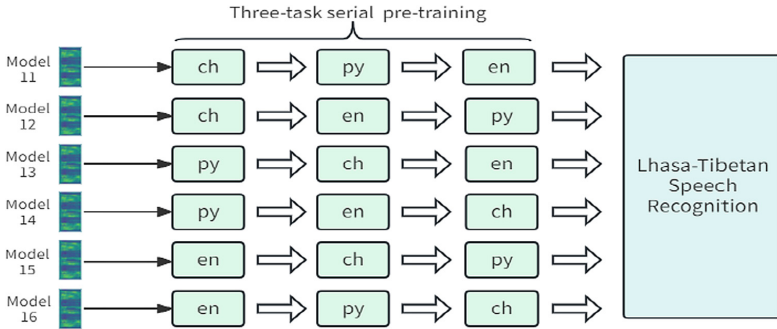 Three-task serial pre-training
Model
11
ch
py
en
Model
12
ch
en
py
Model
13
py
ch
en
Model
14
py
en
ch
Model
15
en
ch
py
Model
16
en
py
ch
Lhasa-Tibetan
Speech
Recognition